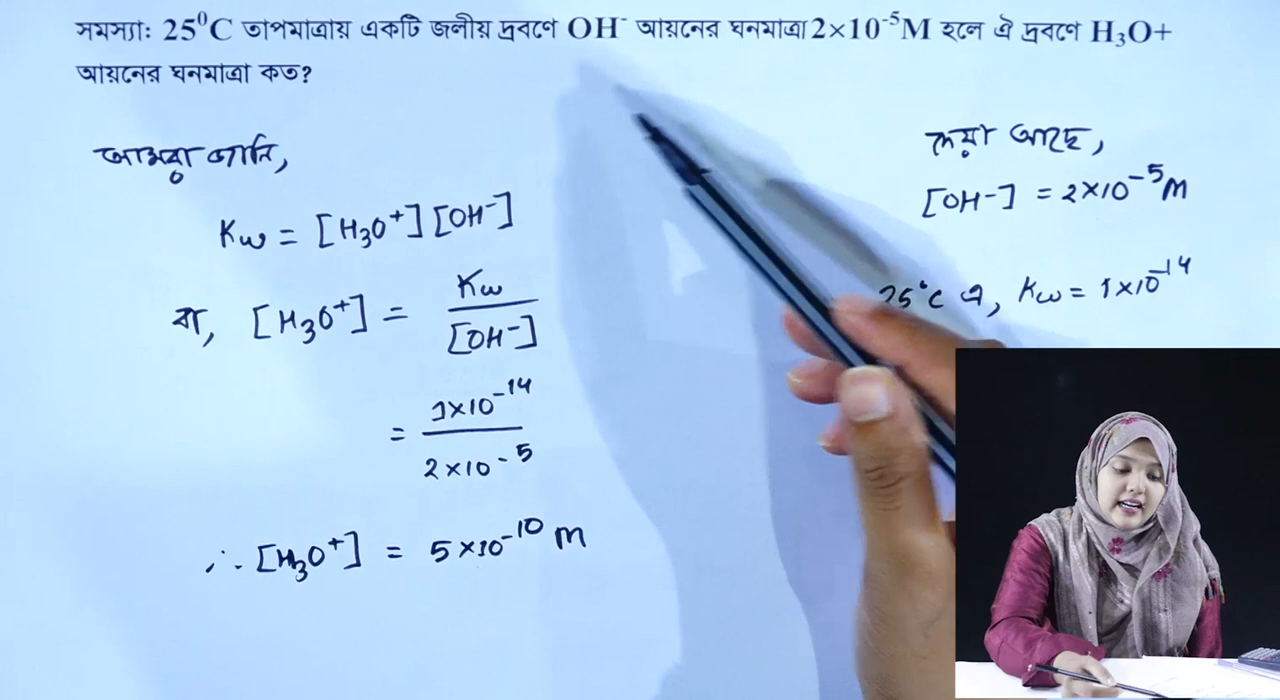 সমস্যাঃ 25⁰C তাপমাত্রায় একটি জলীয় দ্রবণে OH⁻ আয়নের ঘনমাত্রা 2×10⁻⁵M হলে ঐ দ্রবণে H₃O+
আয়নের ঘনমাত্রা কত?
আমরা জানি,
Kw = [H₃O⁺][OH⁻]
বা, [H₃O⁺] = Kw / [OH⁻]
= 1×10⁻¹⁴ / 2×10⁻⁵
∴ [H₃O⁺] = 5×10⁻¹⁰ M
দেয়া আছে,
[OH⁻] = 2×10⁻⁵ M
25°C এ, Kw = 1×10⁻¹⁴